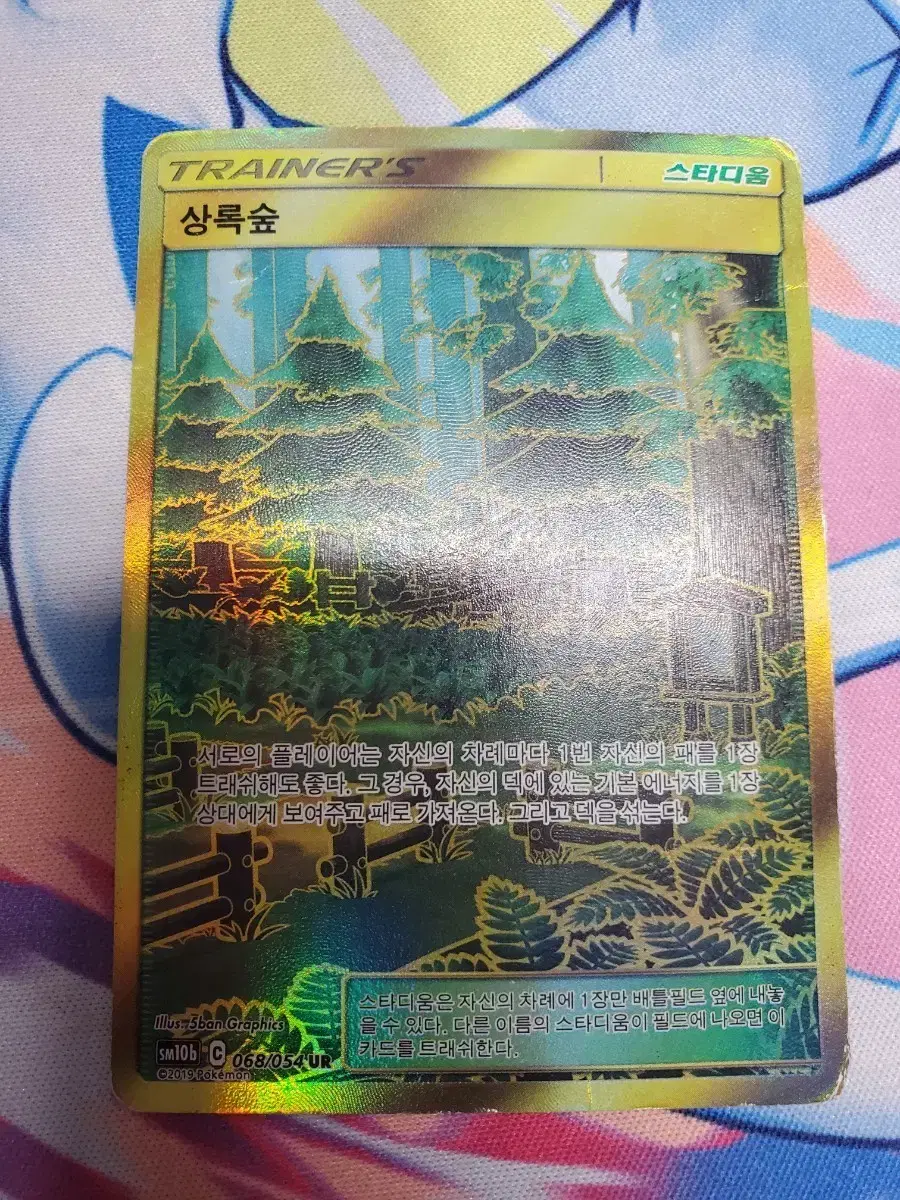 TRAINER'S
스타디움
상록숲
서로의 플레이어는 자신의 차례마다 1번 자신의 패를 1장
트래쉬해도 좋다. 그 경우, 자신의 덱에 있는 기본 에너지를 1장
상대에게 보여주고 패로 가져온다. 그리고 덱을 섞는다.
스타디움은 자신의 차례에 1장만 배틀필드 옆에 내놓
을 수 있다. 다른 이름의 스타디움이 필드에 나오면 이
카드를 트래쉬한다.
Illus. 5ban Graphics
SM10b C 068/054 UR
©2019 Pokémon